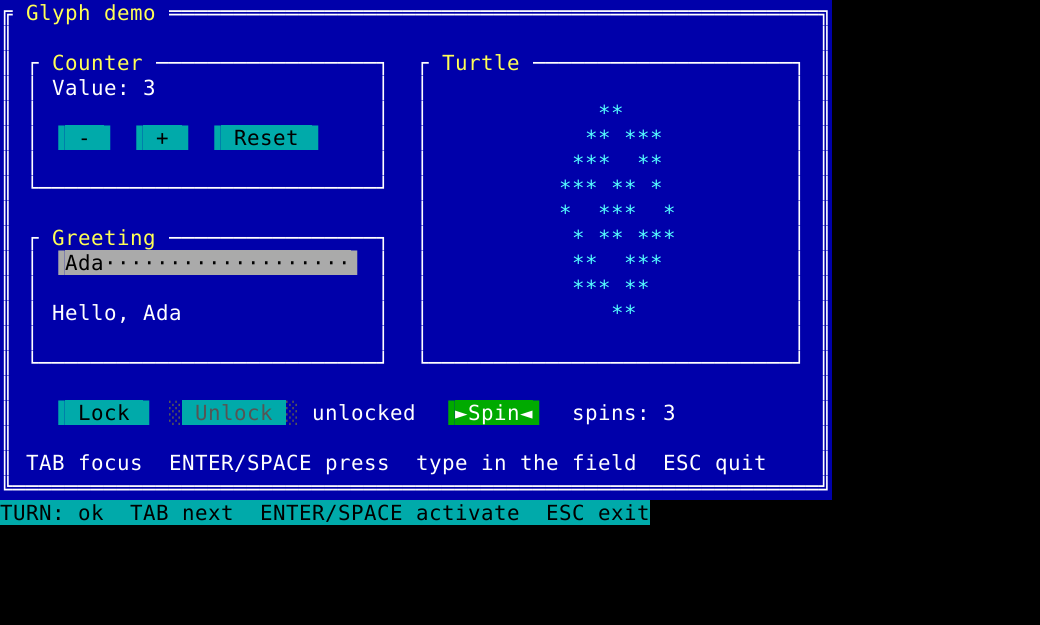 Glyph demo
Counter
Value: 3
- + Reset
Greeting
Ada··················· 
Hello, Ada
Turtle
**
** ***
***  **
*** ** *
*  ***  *
* ** ***
**  ***
*** **
**
Lock Unlock unlocked ►Spin◄ spins: 3
TAB focus  ENTER/SPACE press  type in the field  ESC quit
TURN: ok  TAB next  ENTER/SPACE activate  ESC exit